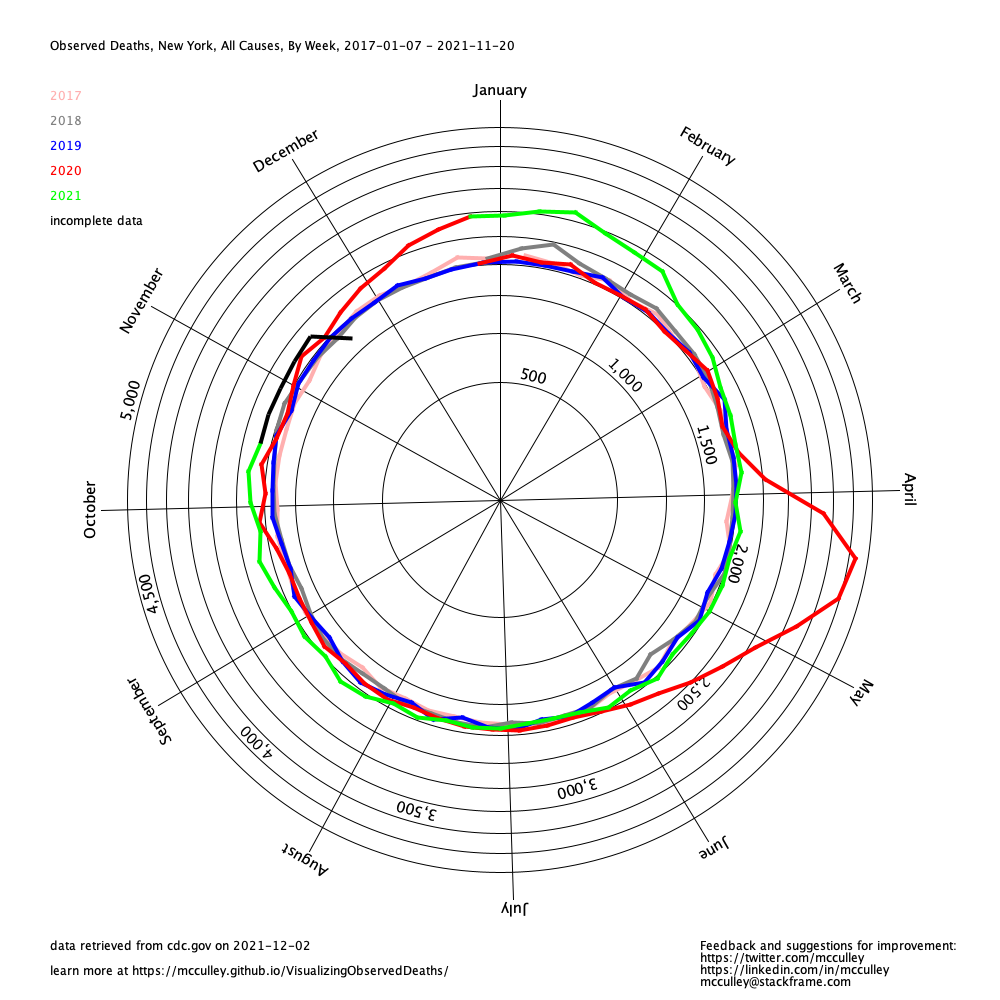 Observed Deaths, New York, All Causes, By Week, 2017-01-07 - 2021-11-20
2017
2018
2019
2020
2021
incomplete data
January
February
March
April
May
June
July
August
September
October
November
December
500
1,000
1,500
2,000
2,500
3,000
3,500
4,000
4,500
5,000
data retrieved from cdc.gov on 2021-12-02
learn more at https://mcculley.github.io/VisualizingObservedDeaths/
Feedback and suggestions for improvement:
https://twitter.com/mcculley
https://linkedin.com/in/mcculley
mcculley@stackframe.com